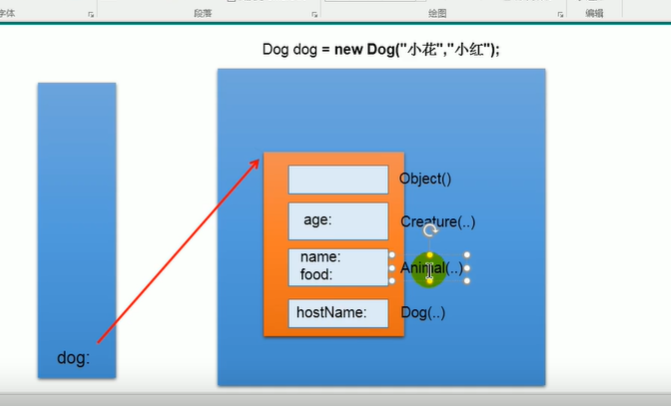 字体
段落
绘图
编辑
Dog dog = new Dog("小花","小红");
Object()
age:
Creature(..)
name:
food:
Animal(..)
hostName:
Dog(..)
dog: